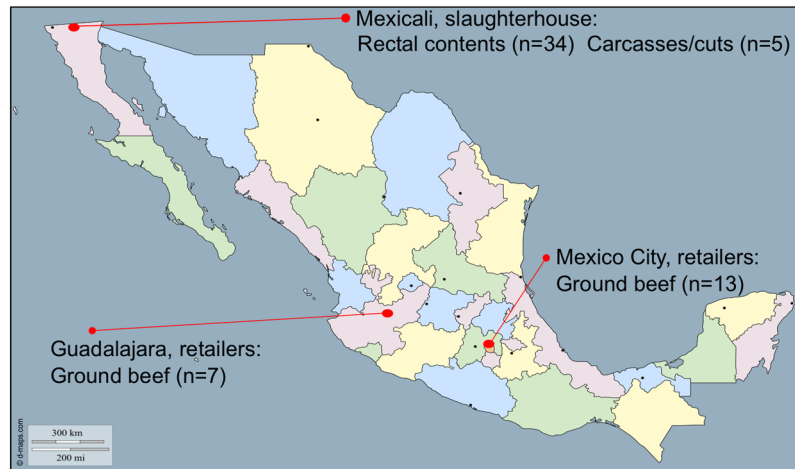 Mexicali, slaughterhouse:
Rectal contents (n=34) Carcasses/cuts (n=5)
Mexico City, retailers:
Ground beef (n=13)
Guadalajara, retailers:
Ground beef (n=7)
300 km
200 mi
© d-maps.com